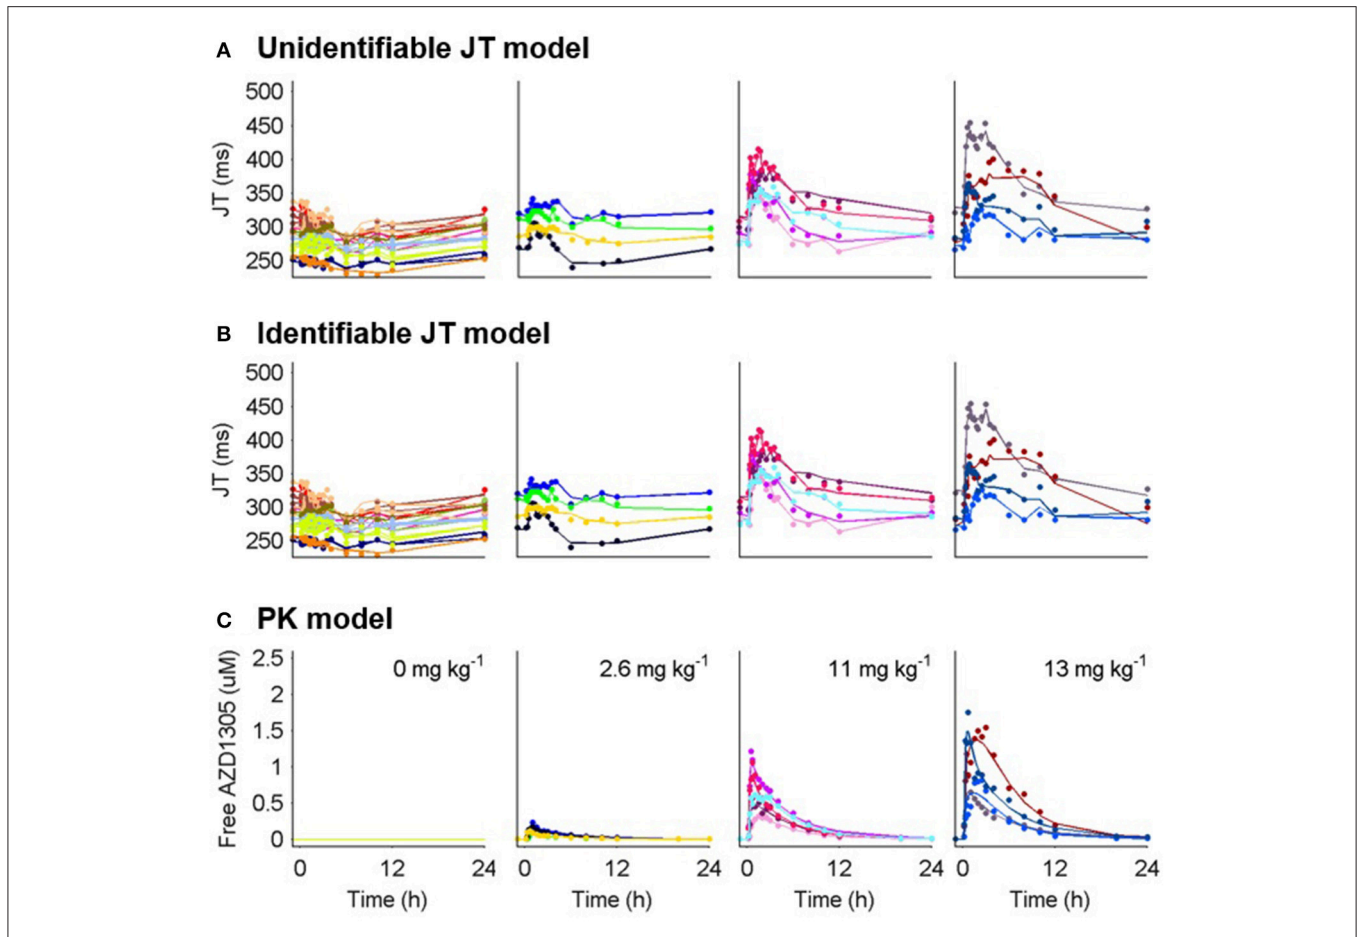 A Unidentifiable JT model
JT (ms)
500
450
400
350
300
250
B Identifiable JT model
JT (ms)
500
450
400
350
300
250
C PK model
Free AZD1305 (uM)
2.5
2
1.5
1
0.5
0
0 mg kg-1
2.6 mg kg-1
11 mg kg-1
13 mg kg-1
0 12 24
0 12 24
0 12 24
0 12 24
Time (h)
Time (h)
Time (h)
Time (h)